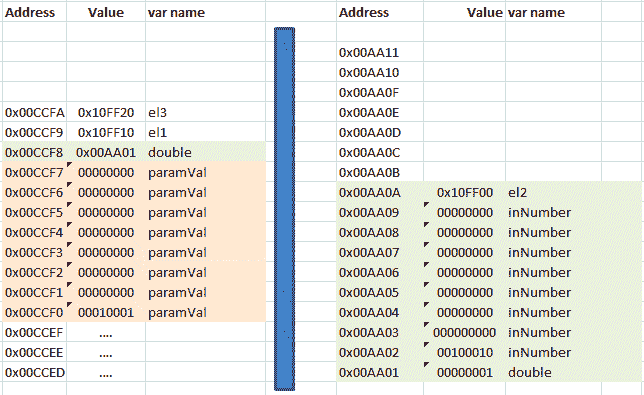 Address Value var name
0x00CCFA 0x10FF20 el3
0x00CCF9 0x10FF10 el1
0x00CCF8 0x00AA01 double
0x00CCF7 00000000 paramVal
0x00CCF6 00000000 paramVal
0x00CCF5 00000000 paramVal
0x00CCF4 00000000 paramVal
0x00CCF3 00000000 paramVal
0x00CCF2 00000000 paramVal
0x00CCF1 00000000 paramVal
0x00CCF0 00010001 paramVal
0x00CCEF ....
0x00CCEE ....
0x00CCED ....
Address Value var name
0x00AA11
0x00AA10
0x00AA0F
0x00AA0E
0x00AA0D
0x00AA0C
0x00AA0B
0x00AA0A 0x10FF00 el2
0x00AA09 00000000 inNumber
0x00AA08 00000000 inNumber
0x00AA07 00000000 inNumber
0x00AA06 00000000 inNumber
0x00AA05 00000000 inNumber
0x00AA04 00000000 inNumber
0x00AA03 000000000 inNumber
0x00AA02 00100010 inNumber
0x00AA01 00000001 double